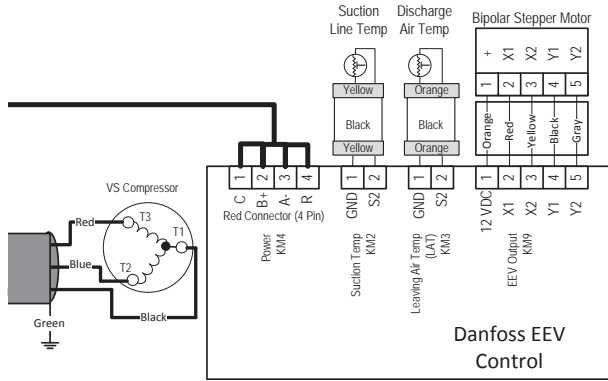 Suction
Line Temp
Discharge
Air Temp
Bipolar Stepper Motor
+ X1 X2 Y1 Y2
1 2 3 4 5
Yellow
Orange
Black
Black
Yellow
Orange
Orange Red Yellow Black Gray
1 2 3 4
1 2
1 2
1 2 3 4 5
C B+ A- R
GND S2
GND S2
12 VDC X1 X2 Y1 Y2
Red Connector (4 Pin)
Power
KM4
Suction Temp
KM2
Leaving Air Temp
(LAT)
KM3
EEV Output
KM9
VS Compressor
Red
T3
T1
Blue
T2
Black
Green
Danfoss EEV
Control